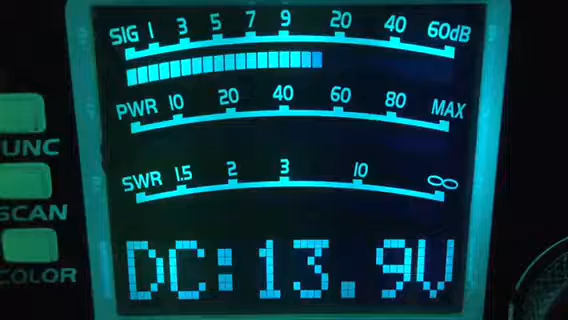 SIG 1 3 5 7 9 20 40 60dB
PWR 10 20 40 60 80 MAX
SWR 1.5 2 3 10 ∞
DC:13.9V
UNC
SCAN
COLOR